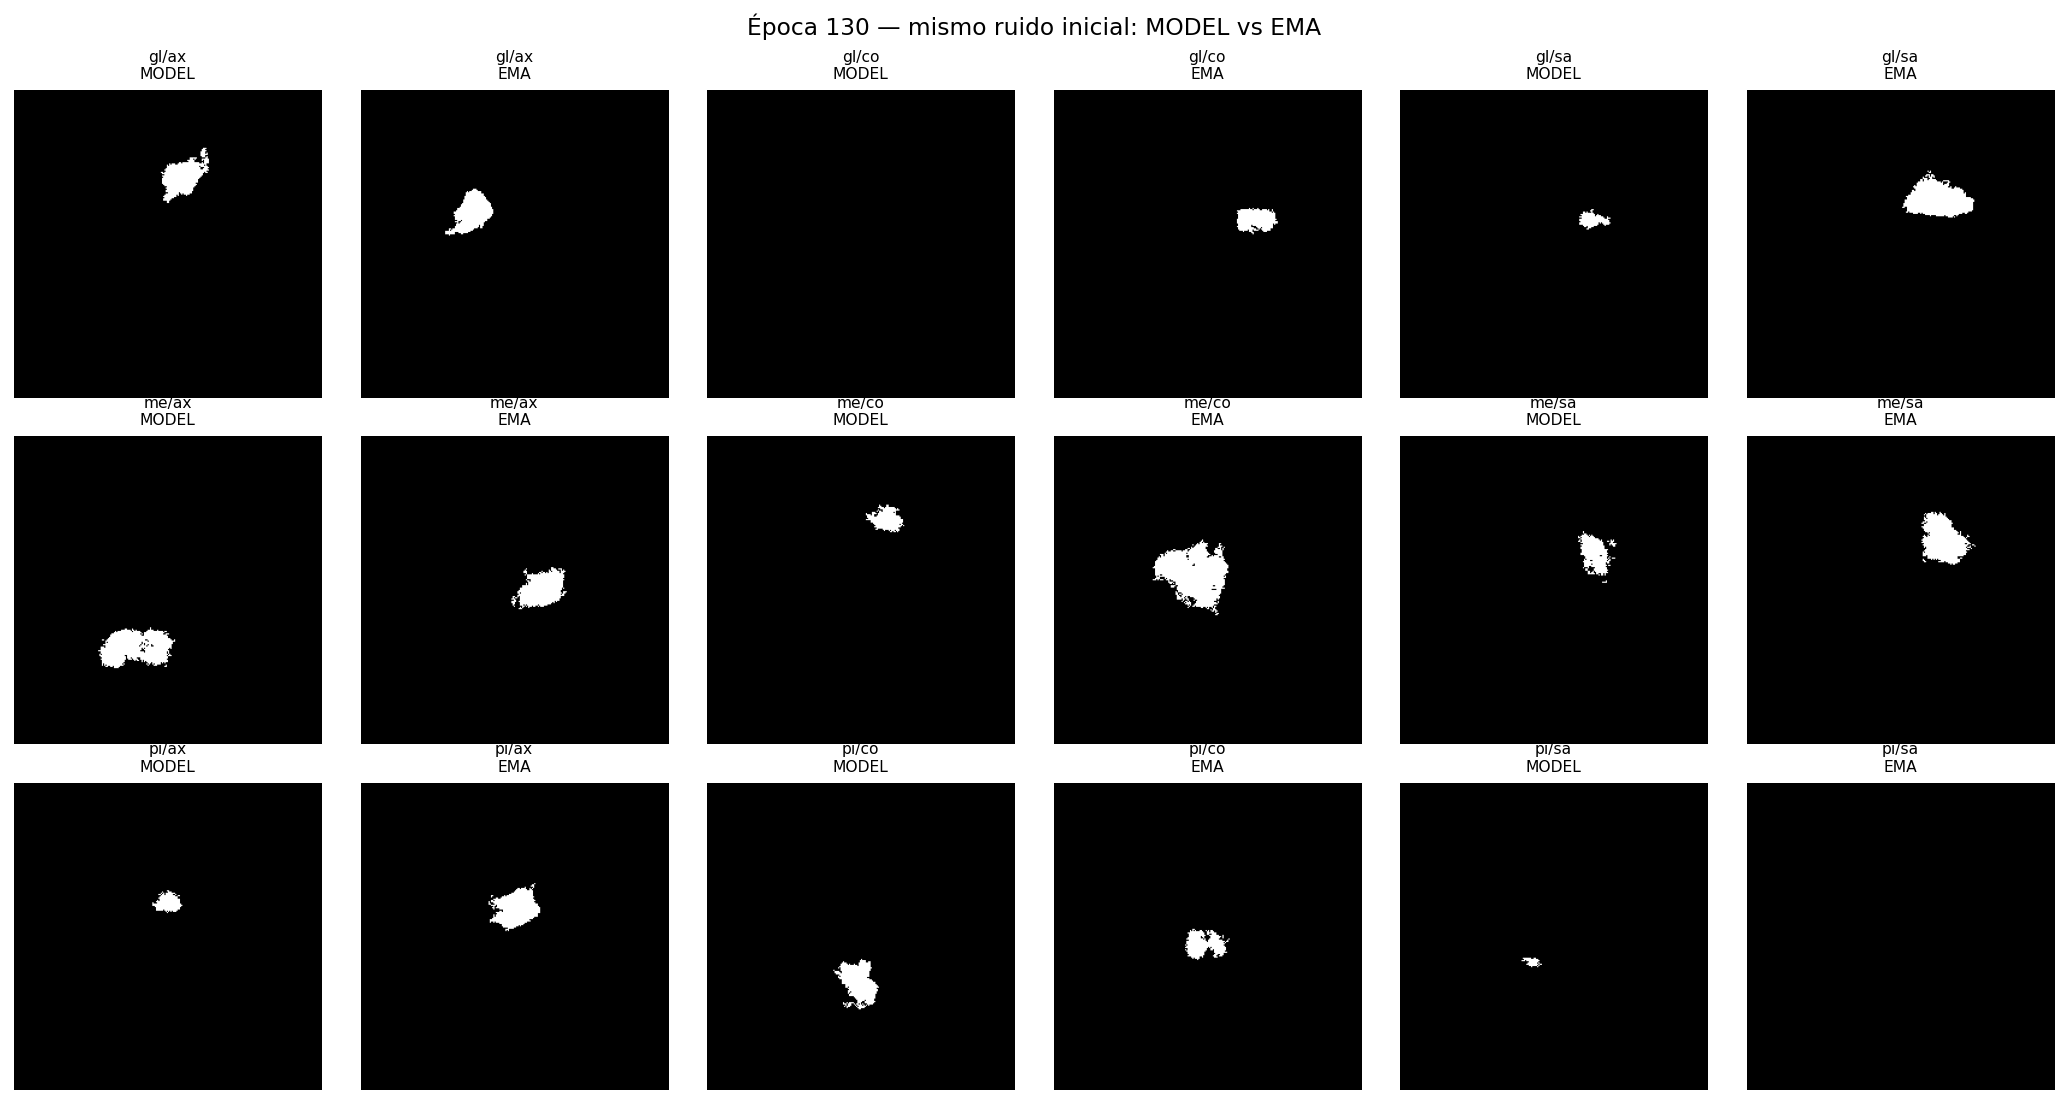 Época 130 — mismo ruido inicial: MODEL vs EMA
gl/ax
MODEL
gl/ax
EMA
gl/co
MODEL
gl/co
EMA
gl/sa
MODEL
gl/sa
EMA
me/ax
MODEL
me/ax
EMA
me/co
MODEL
me/co
EMA
me/sa
MODEL
me/sa
EMA
pi/ax
MODEL
pi/ax
EMA
pi/co
MODEL
pi/co
EMA
pi/sa
MODEL
pi/sa
EMA